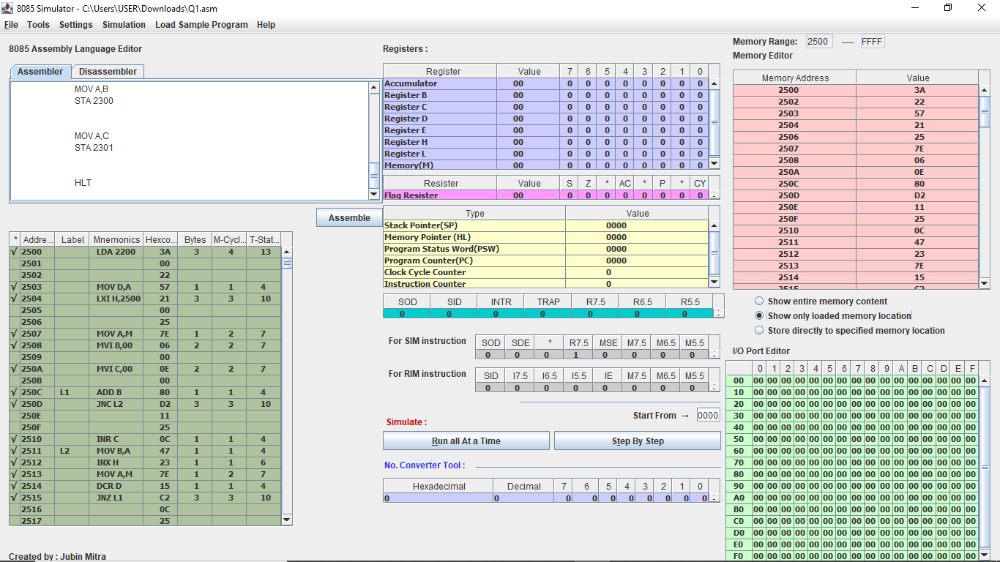 8085 Simulator - C:\Users\USER\Downloads\Q1.asm
File Tools Settings Simulation Load Sample Program Help
8085 Assembly Language Editor
Assembler Disassembler
MOV A,B
STA 2300
MOV A,C
STA 2301
HLT
Assemble
* Addre... Label Mnemonics Hexco... Bytes M-Cycl... T-Stat...
√ 2500 LDA 2200 3A 3 4 13
2501 00
2502 22
√ 2503 MOV D,A 57 1 1 4
√ 2504 LXI H,2500 21 3 3 10
2505 00
2506 25
√ 2507 MOV A,M 7E 1 2 7
√ 2508 MVI B,00 06 2 2 7
2509 00
√ 250A MVI C,00 0E 2 2 7
250B 00
√ 250C L1 ADD B 80 1 1 4
√ 250D JNC L2 D2 3 3 10
250E 11
250F 25
√ 2510 INR C 0C 1 1 4
√ 2511 L2 MOV B,A 47 1 1 4
√ 2512 INX H 23 1 1 6
√ 2513 MOV A,M 7E 1 2 7
√ 2514 DCR D 15 1 1 4
√ 2515 JNZ L1 C2 3 3 10
2516 0C
2517 25
Created by : Jubin Mitra
Registers :
Register Value 7 6 5 4 3 2 1 0
Accumulator 00 0 0 0 0 0 0 0 0
Register B 00 0 0 0 0 0 0 0 0
Register C 00 0 0 0 0 0 0 0 0
Register D 00 0 0 0 0 0 0 0 0
Register E 00 0 0 0 0 0 0 0 0
Register H 00 0 0 0 0 0 0 0 0
Register L 00 0 0 0 0 0 0 0 0
Memory(M) 00 0 0 0 0 0 0 0 0
Resister Value S Z * AC * P * CY
Flag Resister 00 0 0 0 0 0 0 0 0
Type Value
Stack Pointer(SP) 0000
Memory Pointer (HL) 0000
Program Status Word(PSW) 0000
Program Counter(PC) 0000
Clock Cycle Counter 0
Instruction Counter 0
SOD SID INTR TRAP R7.5 R6.5 R5.5
0 0 0 0 0 0 0
For SIM instruction
SOD SDE * R7.5 MSE M7.5 M6.5 M5.5
0 0 0 1 0 0 0 0
For RIM instruction
SID I7.5 I6.5 I5.5 IE M7.5 M6.5 M5.5
0 0 0 0 0 0 0 0
Start From → 0000
Simulate :
Run all At a Time Step By Step
No. Converter Tool :
Hexadecimal Decimal 7 6 5 4 3 2 1 0
0 0 0 0 0 0 0 0 0 0
Memory Range: 2500 ---- FFFF
Memory Editor
Memory Address Value
2500 3A
2502 22
2503 57
2504 21
2506 25
2507 7E
2508 06
250A 0E
250C 80
250D D2
250E 11
250F 25
2510 0C
2511 47
2512 23
2513 7E
2514 15
2515 C2
Show entire memory content
Show only loaded memory location
Store directly to specified memory location
I/O Port Editor
0 1 2 3 4 5 6 7 8 9 A B C D E F
00 00 00 00 00 00 00 00 00 00 00 00 00 00 00 00 00
10 00 00 00 00 00 00 00 00 00 00 00 00 00 00 00 00
20 00 00 00 00 00 00 00 00 00 00 00 00 00 00 00 00
30 00 00 00 00 00 00 00 00 00 00 00 00 00 00 00 00
40 00 00 00 00 00 00 00 00 00 00 00 00 00 00 00 00
50 00 00 00 00 00 00 00 00 00 00 00 00 00 00 00 00
60 00 00 00 00 00 00 00 00 00 00 00 00 00 00 00 00
70 00 00 00 00 00 00 00 00 00 00 00 00 00 00 00 00
80 00 00 00 00 00 00 00 00 00 00 00 00 00 00 00 00
90 00 00 00 00 00 00 00 00 00 00 00 00 00 00 00 00
A0 00 00 00 00 00 00 00 00 00 00 00 00 00 00 00 00
B0 00 00 00 00 00 00 00 00 00 00 00 00 00 00 00 00
C0 00 00 00 00 00 00 00 00 00 00 00 00 00 00 00 00
D0 00 00 00 00 00 00 00 00 00 00 00 00 00 00 00 00
E0 00 00 00 00 00 00 00 00 00 00 00 00 00 00 00 00
F0 00 00 00 00 00 00 00 00 00 00 00 00 00 00 00 00